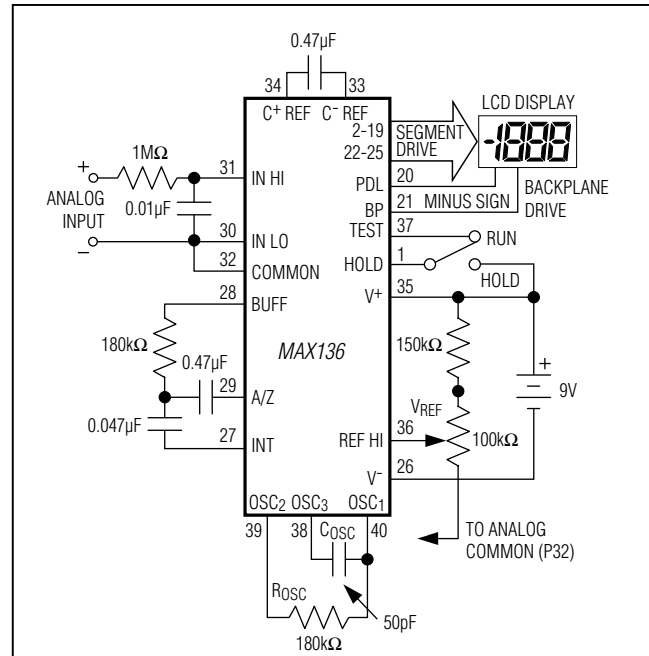 0.47µF
34
33
C+ REF
C- REF
LCD DISPLAY
-1888
2-19
SEGMENT
22-25
DRIVE
20
PDL
BACKPLANE
DRIVE
21
MINUS SIGN
BP
37
TEST
RUN
1
HOLD
HOLD
35
V+
+
1MΩ
31
IN HI
ANALOG
INPUT
0.01µF
30
IN LO
-
32
COMMON
28
BUFF
180kΩ
MAX136
0.47µF
29
A/Z
0.047µF
27
INT
150kΩ
+
9V
-
VREF
36
REF HI
100kΩ
26
V-
OSC2
OSC3
OSC1
39
38
COSC
40
TO ANALOG
COMMON (P32)
ROSC
50pF
180kΩ